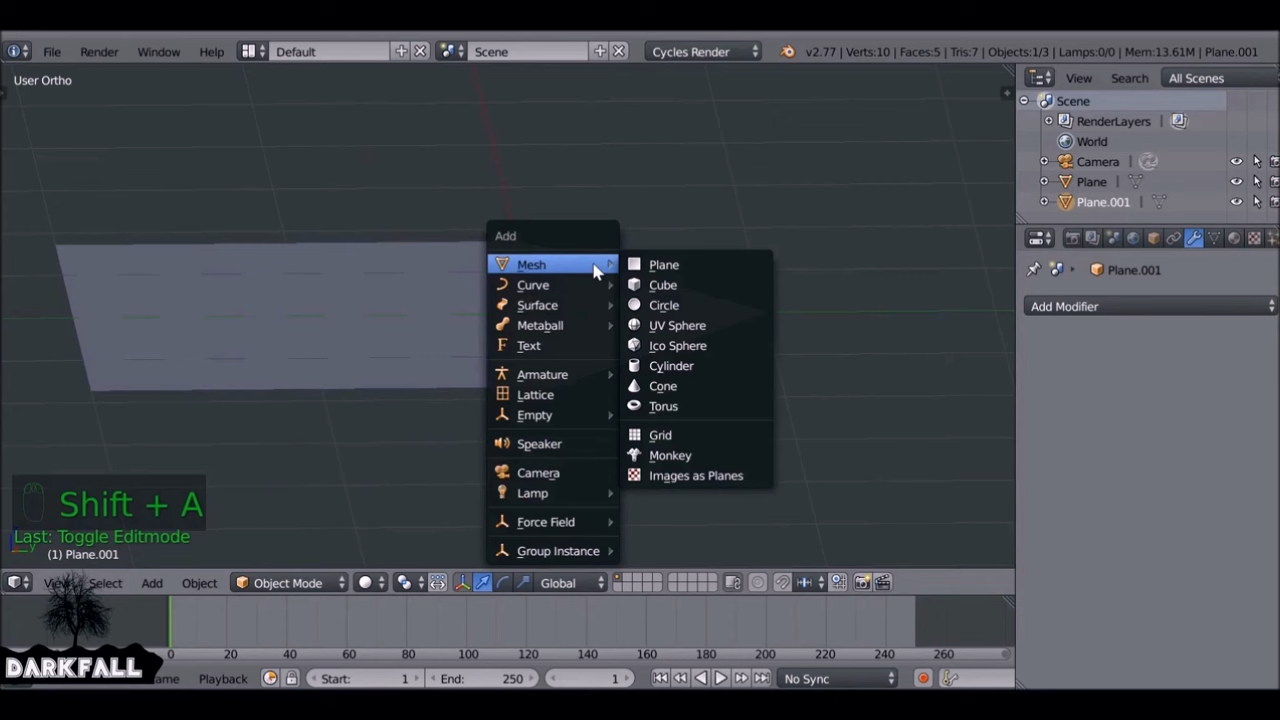 File Render Window Help Default Scene Cycles Render v2.77 | Verts:10 | Faces:5 | Tris:7 | Objects:1/3 | Lamps:0/0 | Mem:13.61M | Plane.001
User Ortho
View Search All Scenes
Scene
RenderLayers
World
Camera
Plane
Plane.001
Plane.001
Add Modifier
Add
Mesh
Curve
Surface
Metaball
Text
Armature
Lattice
Empty
Speaker
Camera
Lamp
Force Field
Group Instance
Plane
Cube
Circle
UV Sphere
Ico Sphere
Cylinder
Cone
Torus
Grid
Monkey
Images as Planes
Shift + A
Last: Toggle Editmode
(1) Plane.001
Select Add Object Object Mode Global
0 20 40 60 80 100 120 140 160 180 200 220 240 260
DARKFALL
Playback Start: 1 End: 250 1 No Sync